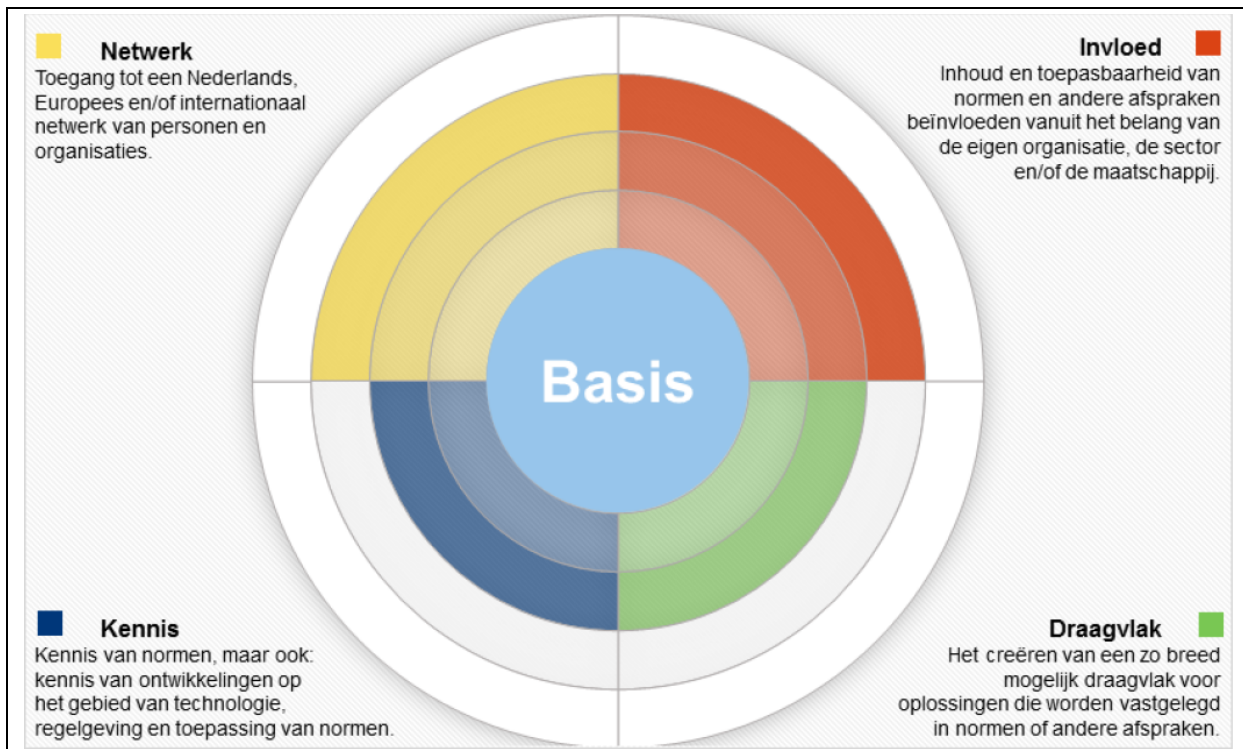 Netwerk
Toegang tot een Nederlands,
Europees en/of internationaal
netwerk van personen en
organisaties.
Invloed
Inhoud en toepasbaarheid van
normen en andere afspraken
beïnvloeden vanuit het belang van
de eigen organisatie, de sector
en/of de maatschappij.
Basis
Kennis
Kennis van normen, maar ook:
kennis van ontwikkelingen op
het gebied van technologie,
regelgeving en toepassing van normen.
Draagvlak
Het creëren van een zo breed
mogelijk draagvlak voor
oplossingen die worden vastgelegd
in normen of andere afspraken.